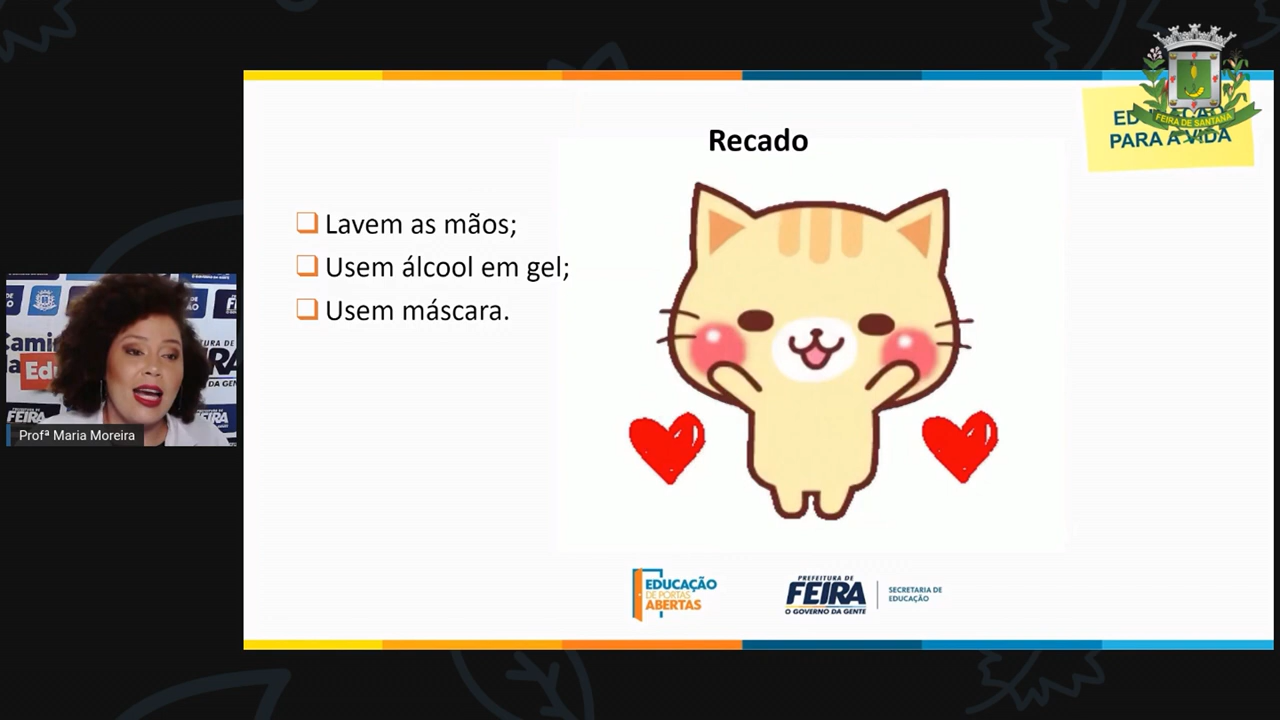 Recado
Lavem as mãos;
Usem álcool em gel;
Usem máscara.
FEIRA DE SANTANA
PARA A VIDA
Profª Maria Moreira
FEIRA
EDUCAÇÃO
DE PORTAS
ABERTAS
PREFEITURA DE
FEIRA
O GOVERNO DA GENTE
SECRETARIA DE
EDUCAÇÃO